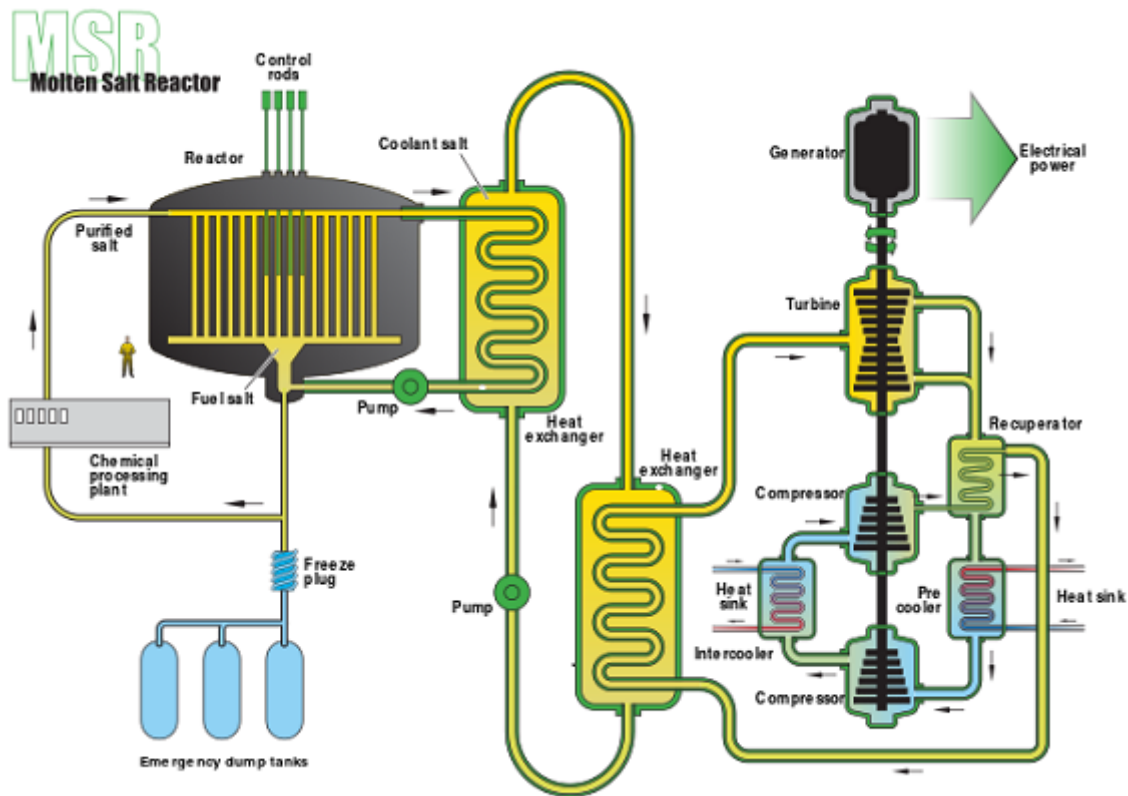 MSR
Molten Salt Reactor
Control
rods
Reactor
Coolant salt
Purified
salt
Fuel salt
Pump
Chemical
processing
plant
Freeze
plug
Emergency dump tanks
Heat
exchanger
Pump
Heat
exchanger
Generator
Electrical
power
Turbine
Recuperator
Compressor
Heat
sink
Pre
cooler
Heat sink
Intercooler
Compressor